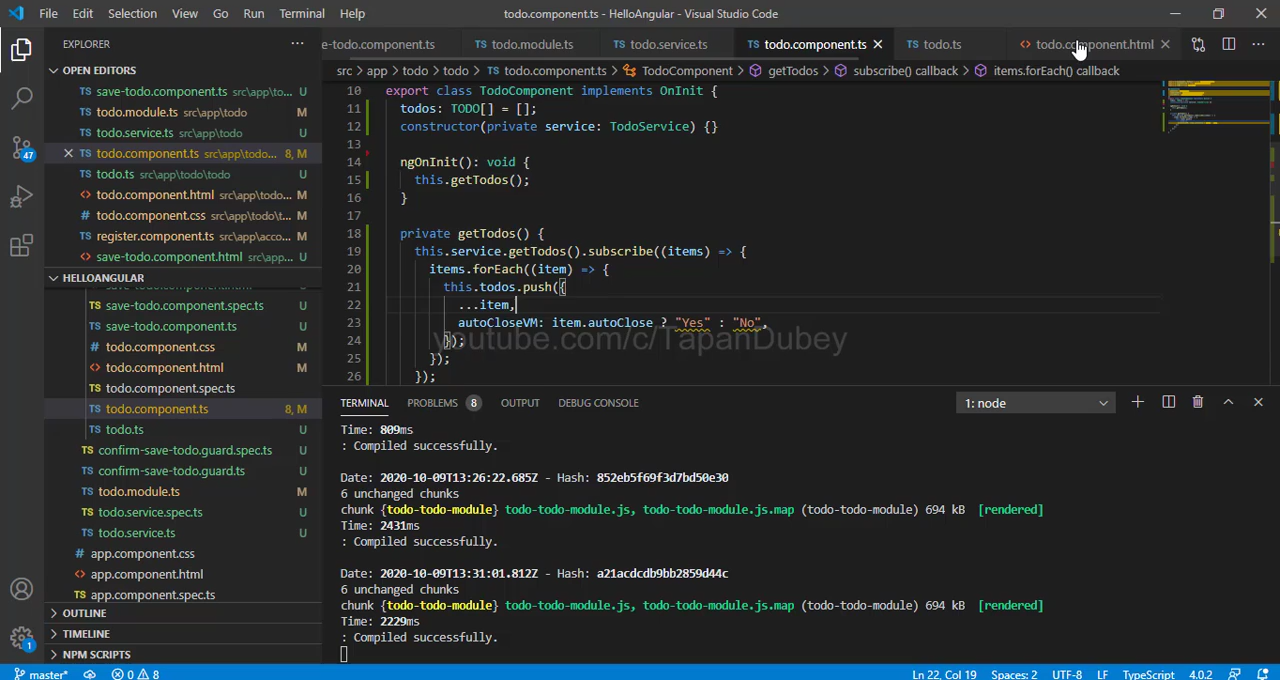 File Edit Selection View Go Run Terminal Help todo.component.ts - HelloAngular - Visual Studio Code
EXPLORER
OPEN EDITORS
save-todo.component.ts src\app\to... U
todo.module.ts src\app\todo M
todo.service.ts src\app\todo U
todo.component.ts src\app\todo... 8, M
todo.ts src\app\todo\todo U
todo.component.html src\app\todo... M
todo.component.css src\app\todo\t... M
register.component.ts src\app\acco... M
save-todo.component.html src\app\... U
HELLOANGULAR
save-todo.component.spec.ts U
save-todo.component.ts U
todo.component.css M
todo.component.html M
todo.component.spec.ts
todo.component.ts 8, M
todo.ts U
confirm-save-todo.guard.spec.ts U
confirm-save-todo.guard.ts U
todo.module.ts M
todo.service.spec.ts U
todo.service.ts U
app.component.css
app.component.html
app.component.spec.ts
OUTLINE
TIMELINE
NPM SCRIPTS
47
1
e-todo.component.ts todo.module.ts todo.service.ts todo.component.ts todo.ts todo.component.html
src > app > todo > todo > todo.component.ts > TodoComponent > getTodos > subscribe() callback > items.forEach() callback
10 export class TodoComponent implements OnInit {
11 todos: TODO[] = [];
12 constructor(private service: TodoService) {}
13
14 ngOnInit(): void {
15 this.getTodos();
16 }
17
18 private getTodos() {
19 this.service.getTodos().subscribe((items) => {
20 items.forEach((item) => {
21 this.todos.push({
22 ...item,
23 autoCloseVM: item.autoClose ? "Yes" : "No",
24 });
25 });
26 });
youtube.com/c/TapanDubey
TERMINAL PROBLEMS 8 OUTPUT DEBUG CONSOLE 1: node
Time: 809ms
: Compiled successfully.
Date: 2020-10-09T13:26:22.685Z - Hash: 852eb5f69f3d7bd50e30
6 unchanged chunks
chunk {todo-todo-module} todo-todo-module.js, todo-todo-module.js.map (todo-todo-module) 694 kB [rendered]
Time: 2431ms
: Compiled successfully.
Date: 2020-10-09T13:31:01.812Z - Hash: a21acdcdb9bb2859d44c
6 unchanged chunks
chunk {todo-todo-module} todo-todo-module.js, todo-todo-module.js.map (todo-todo-module) 694 kB [rendered]
Time: 2229ms
: Compiled successfully.
master* 0 8 Ln 22, Col 19 Spaces: 2 UTF-8 LF TypeScript 4.0.2